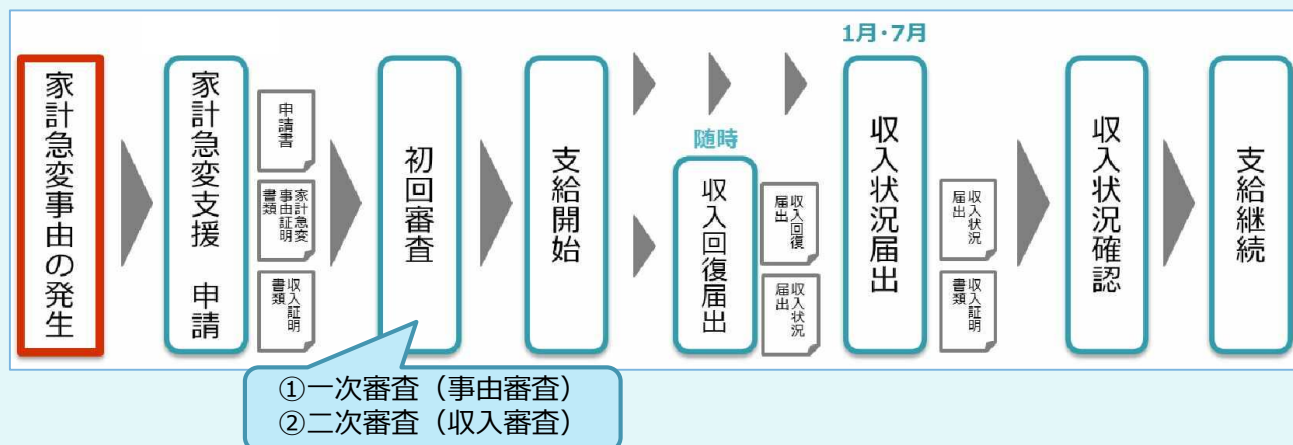 家計急変事由の発生
家計急変支援　申請
申請書
家計急変
事由証明
書類
収入証明
書類
初回審査
①一次審査（事由審査）
②二次審査（収入審査）
支給開始
随時
収入回復届出
収入回復
届出
収入状況
届出
1月・7月
収入状況届出
収入状況
届出
収入証明
書類
収入状況確認
支給継続